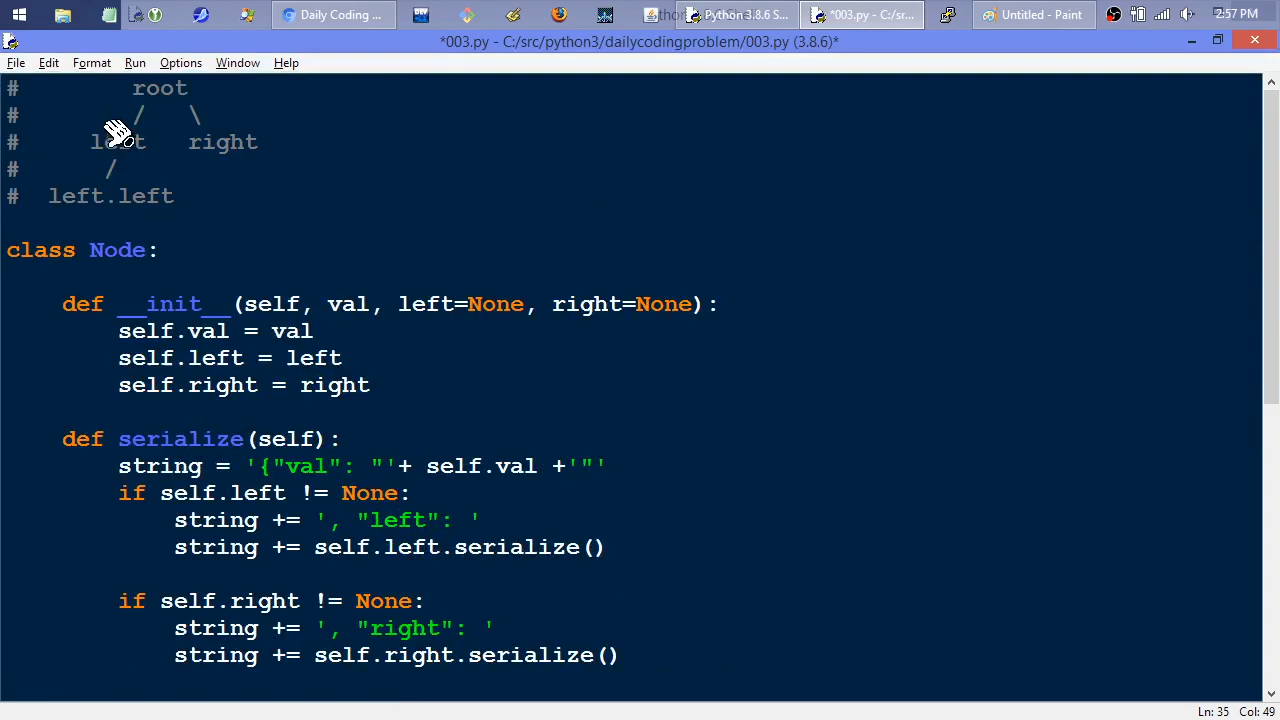 Daily Coding ...
Python 3.8.6 S...
*003.py - C:/sr...
Untitled - Paint
2:57 PM
*003.py - C:/src/python3/dailycodingproblem/003.py (3.8.6)*
File Edit Format Run Options Window Help
#        root
#        /   \
#     left   right
#      /
#  left.left
class Node:
    def __init__(self, val, left=None, right=None):
        self.val = val
        self.left = left
        self.right = right
    def serialize(self):
        string = '{"val": "'+ self.val +'"'
        if self.left != None:
            string += ', "left": '
            string += self.left.serialize()
        if self.right != None:
            string += ', "right": '
            string += self.right.serialize()
Ln: 35 Col: 49